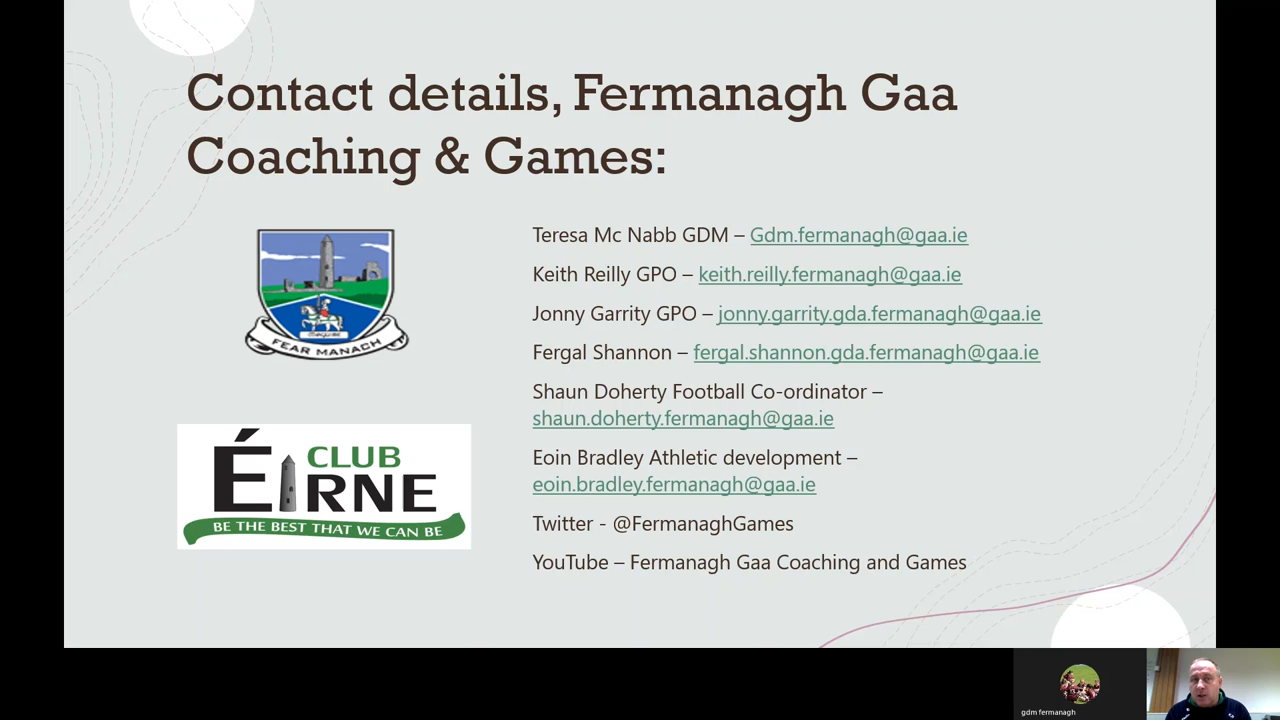 Contact details, Fermanagh Gaa
Coaching & Games:
Teresa Mc Nabb GDM – Gdm.fermanagh@gaa.ie
Keith Reilly GPO – keith.reilly.fermanagh@gaa.ie
Jonny Garrity GPO – jonny.garrity.gda.fermanagh@gaa.ie
Fergal Shannon – fergal.shannon.gda.fermanagh@gaa.ie
Shaun Doherty Football Co-ordinator –
shaun.doherty.fermanagh@gaa.ie
Eoin Bradley Athletic development –
eoin.bradley.fermanagh@gaa.ie
Twitter - @FermanaghGames
YouTube – Fermanagh Gaa Coaching and Games
FEAR MANACH
CLUB
ÉIRNE
BE THE BEST THAT WE CAN BE
gdm fermanagh